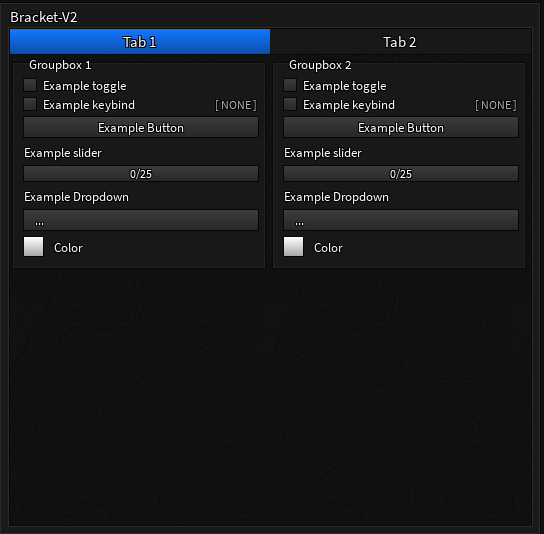 Bracket-V2
Tab 1
Tab 2
Groupbox 1
Example toggle
Example keybind [ NONE ]
Example Button
Example slider
0/25
Example Dropdown
...
Color
Groupbox 2
Example toggle
Example keybind [ NONE ]
Example Button
Example slider
0/25
Example Dropdown
...
Color